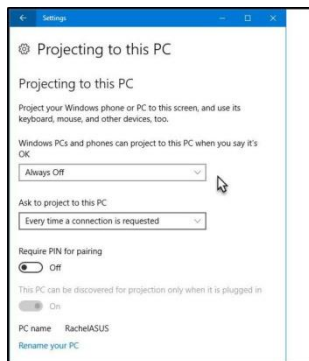 Settings
Projecting to this PC
Projecting to this PC
Project your Windows phone or PC to this screen, and use its
keyboard, mouse, and other devices, too.
Windows PCs and phones can project to this PC when you say it's
OK
Always Off
Ask to project to this PC
Every time a connection is requested
Require PIN for pairing
Off
This PC can be discovered for projection only when it is plugged in
On
PC name RachelASUS
Rename your PC